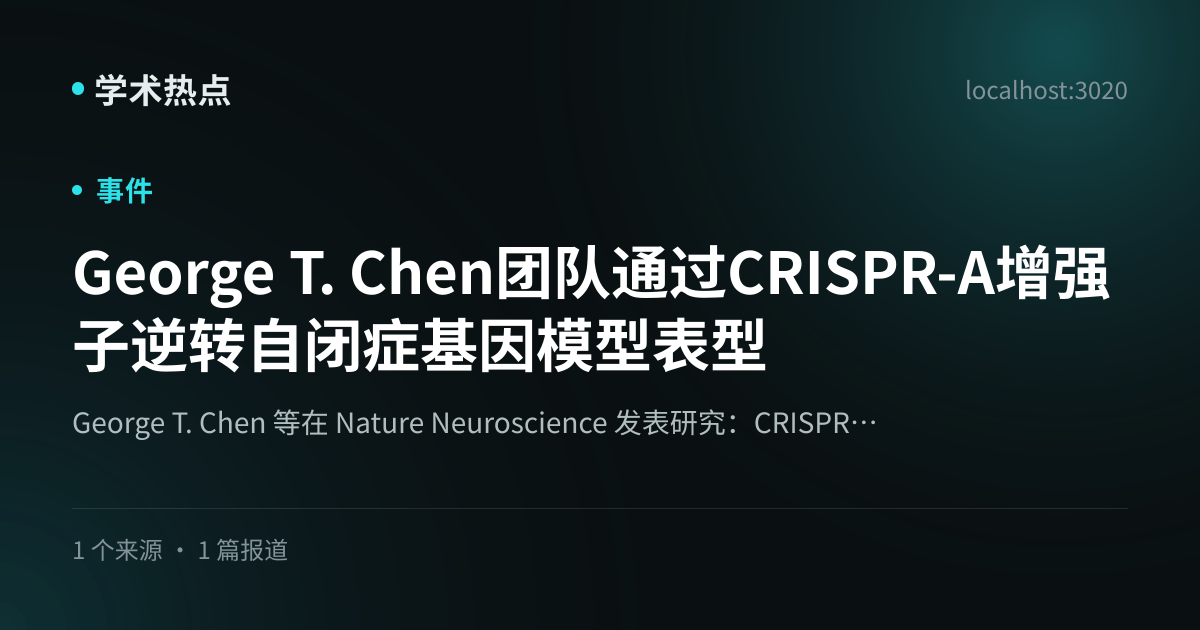 学术热点
localhost:3020
事件
George T. Chen团队通过CRISPR-A增强
子逆转自闭症基因模型表型
George T. Chen 等在 Nature Neuroscience 发表研究：CRISPR…
1 个来源 · 1 篇报道